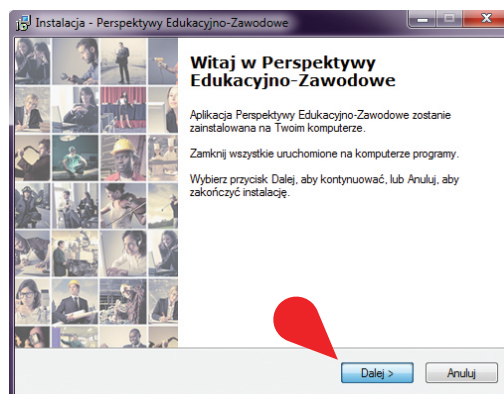 Instalacja - Perspektywy Edukacyjno-Zawodowe
Witaj w Perspektywy
Edukacyjno-Zawodowe
Aplikacja Perspektywy Edukacyjno-Zawodowe zostanie
zainstalowana na Twoim komputerze.
Zamknij wszystkie uruchomione na komputerze programy.
Wybierz przycisk Dalej, aby kontynuować, lub Anuluj, aby
zakończyć instalację.
Dalej >
Anuluj